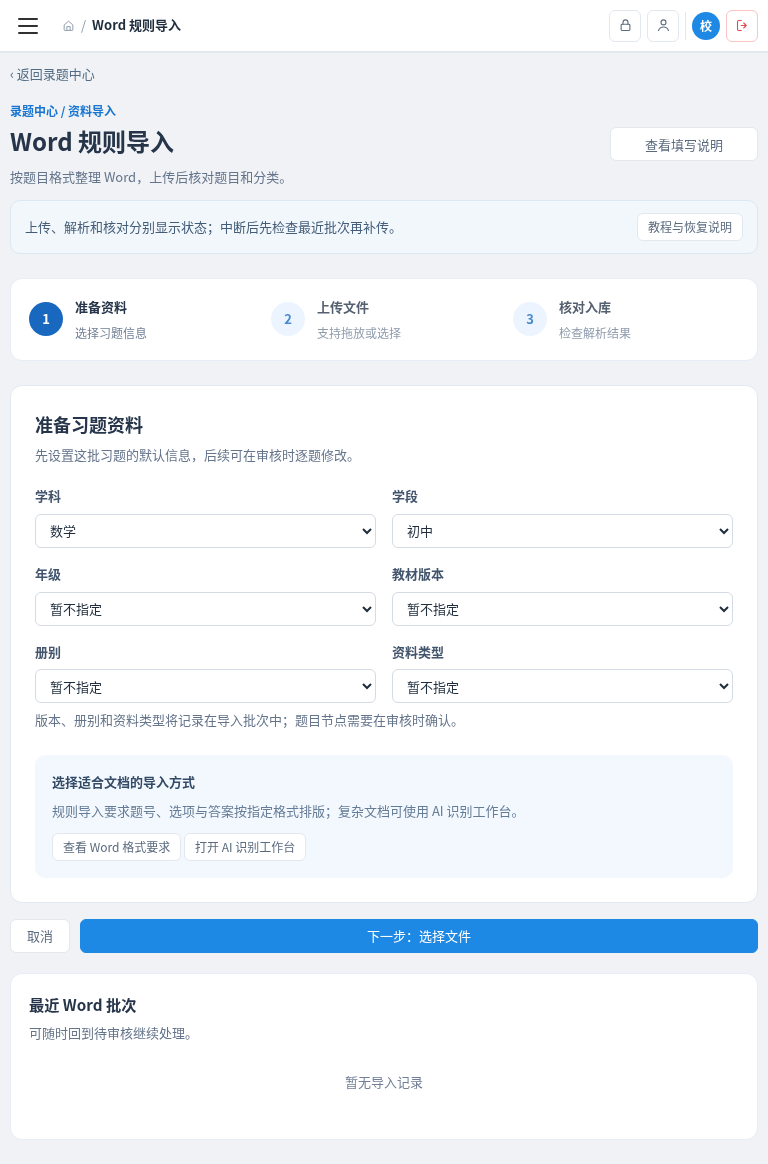 / Word 规则导入
校
‹ 返回录题中心
录题中心 / 资料导入
Word 规则导入
查看填写说明
按题目格式整理 Word，上传后核对题目和分类。
上传、解析和核对分别显示状态；中断后先检查最近批次再补传。
教程与恢复说明
1 准备资料
选择习题信息
2 上传文件
支持拖放或选择
3 核对入库
检查解析结果
准备习题资料
先设置这批习题的默认信息，后续可在审核时逐题修改。
学科 学段
数学 初中
年级 教材版本
暂不指定 暂不指定
册别 资料类型
暂不指定 暂不指定
版本、册别和资料类型将记录在导入批次中；题目节点需要在审核时确认。
选择适合文档的导入方式
规则导入要求题号、选项与答案按指定格式排版；复杂文档可使用 AI 识别工作台。
查看 Word 格式要求 打开 AI 识别工作台
取消 下一步：选择文件
最近 Word 批次
可随时回到待审核继续处理。
暂无导入记录